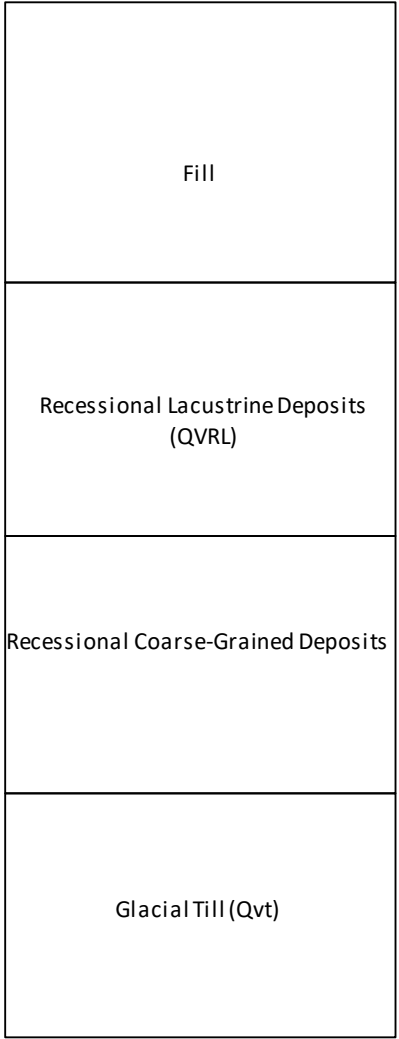 Fill
Recessional Lacustrine Deposits
(QVRL)
Recessional Coarse-Grained Deposits
Glacial Till (Qvt)